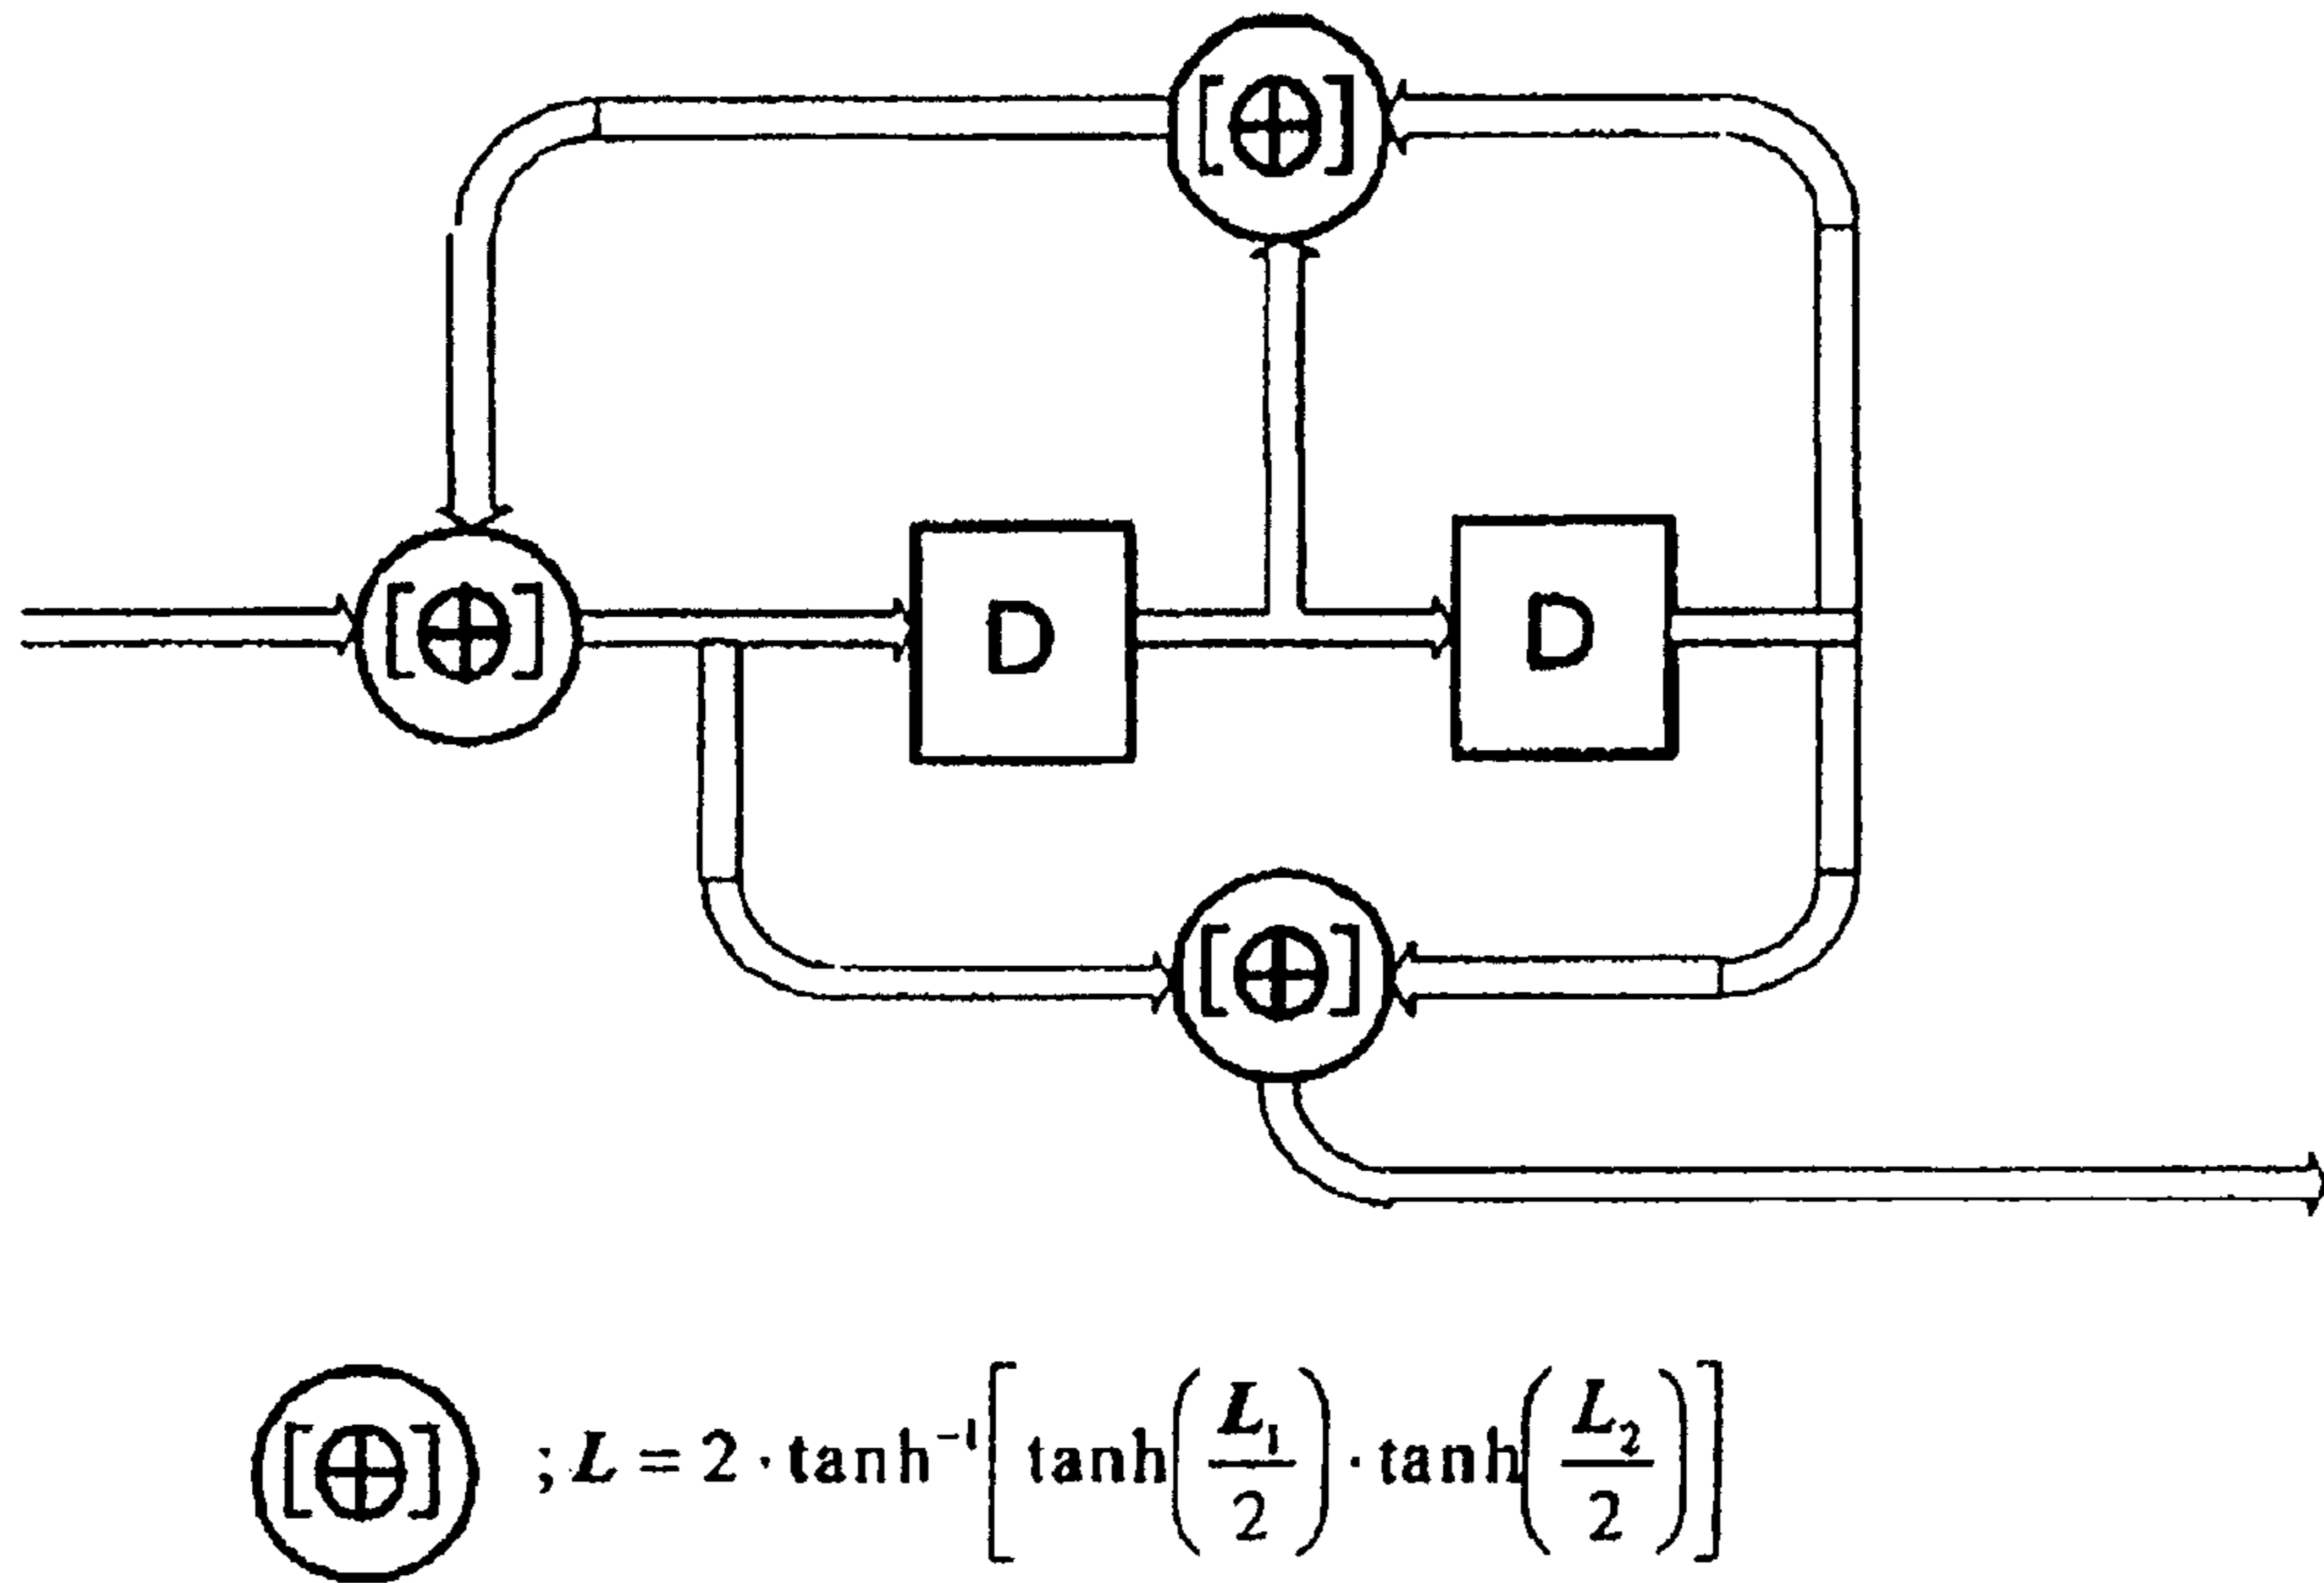 [⊕]
[⊕] D D
[⊕]
[⊕] ; L = 2 · tanh⁻¹[ tanh(L₁/2) · tanh(L₂/2) ]